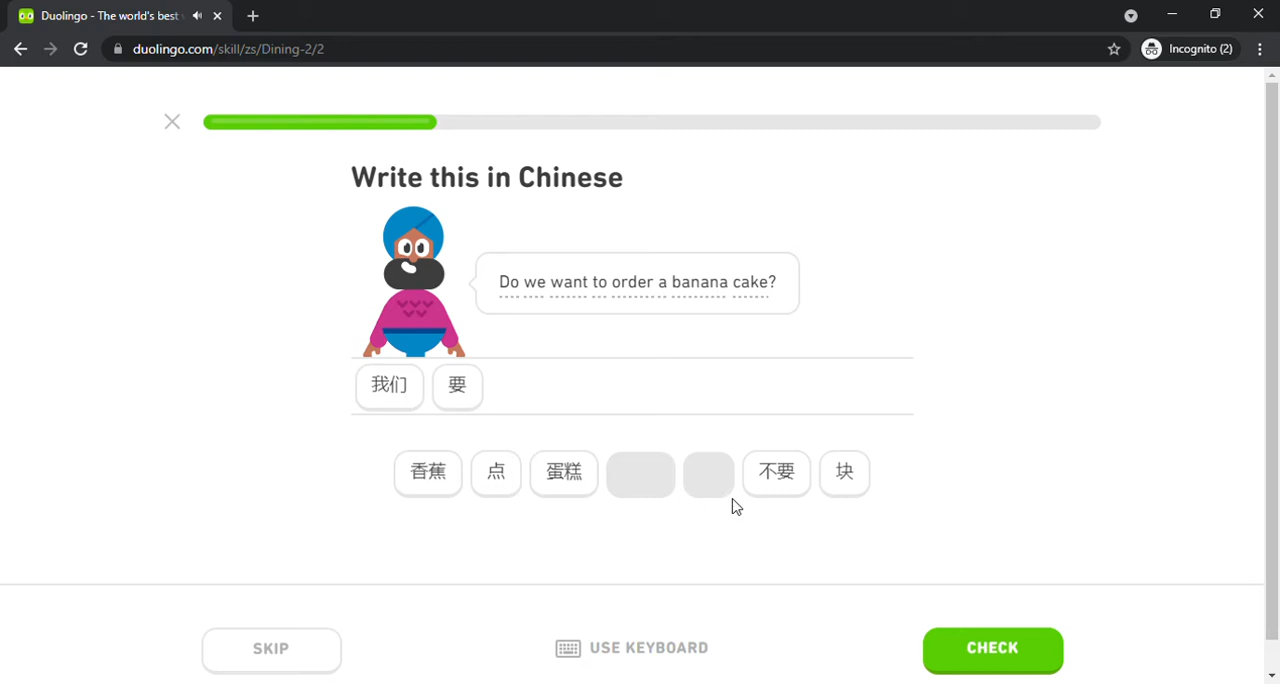 Duolingo - The world's best
duolingo.com/skill/zs/Dining-2/2
Incognito (2)
Write this in Chinese
Do we want to order a banana cake?
我们 要
香蕉 点 蛋糕 不要 块
SKIP
USE KEYBOARD
CHECK